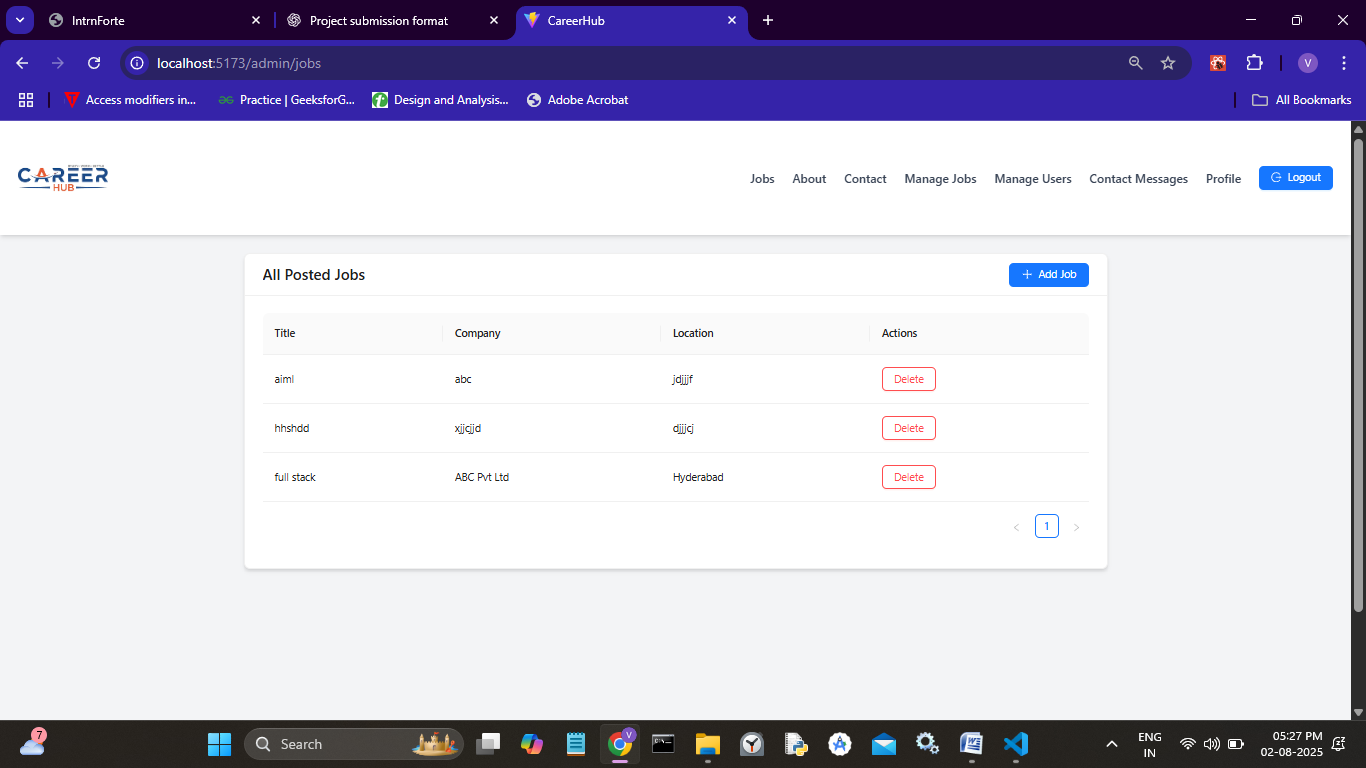 IntrnForte
Project submission format
CareerHub
localhost:5173/admin/jobs
V
Access modifiers in...
Practice | GeeksforG...
Design and Analysis...
Adobe Acrobat
All Bookmarks
CAREER
HUB
Jobs
About
Contact
Manage Jobs
Manage Users
Contact Messages
Profile
Logout
All Posted Jobs
+ Add Job
Title Company Location Actions
aiml abc jdjjjf Delete
hhshdd xjjcjjd djjjcj Delete
full stack ABC Pvt Ltd Hyderabad Delete
< 1 >
7
Search
V
ENG
IN
05:27 PM
02-08-2025